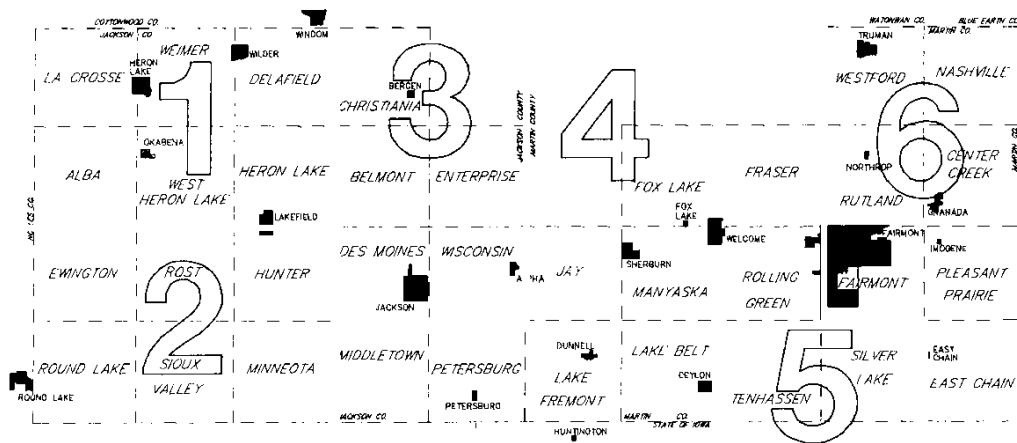 COTTONWOOD CO.
JACKSON CO.
WINDOM
WATONWAN CO.
BLUE EARTH CO.
MARTIN CO.
TRUMAN
WEIMER
HERON
LAKE
LA CROSSE
1
WILDER
DELAFIELD
BERGEN
CHRISTIANIA
3
JACKSON COUNTY
MARTIN COUNTY
4
WESTFORD
NASHVILLE
6
OKABENA
ALBA
WEST
HERON LAKE
HERON LAKE
BELMONT
ENTERPRISE
FOX LAKE
FRASER
NORTHROP
CENTER
CREEK
MARTIN CO.
RUTLAND
GRANADA
LAKEFIELD
FOX
LAKE
WELCOME
FAIRMONT
IMOGENE
DES MOINES
WISCONSIN
SHERBURN
EWINGTON
ROST
HUNTER
JACKSON
JAY
MANYASKA
ROLLING
GREEN
FAIRMONT
PLEASANT
PRAIRIE
2
ROUND LAKE
ROUND LAKE
SIOUX
VALLEY
MINNEOTA
MIDDLETOWN
PETERSBURG
PETERSBURG
DUNNELL
LAKE
FREMONT
LAKE BELT
CEYLON
TENHASSEN
5
SILVER
LAKE
EAST
CHAIN
EAST CHAIN
JACKSON CO.
MARTIN CO.
STATE OF IOWA
HUNTINGTON